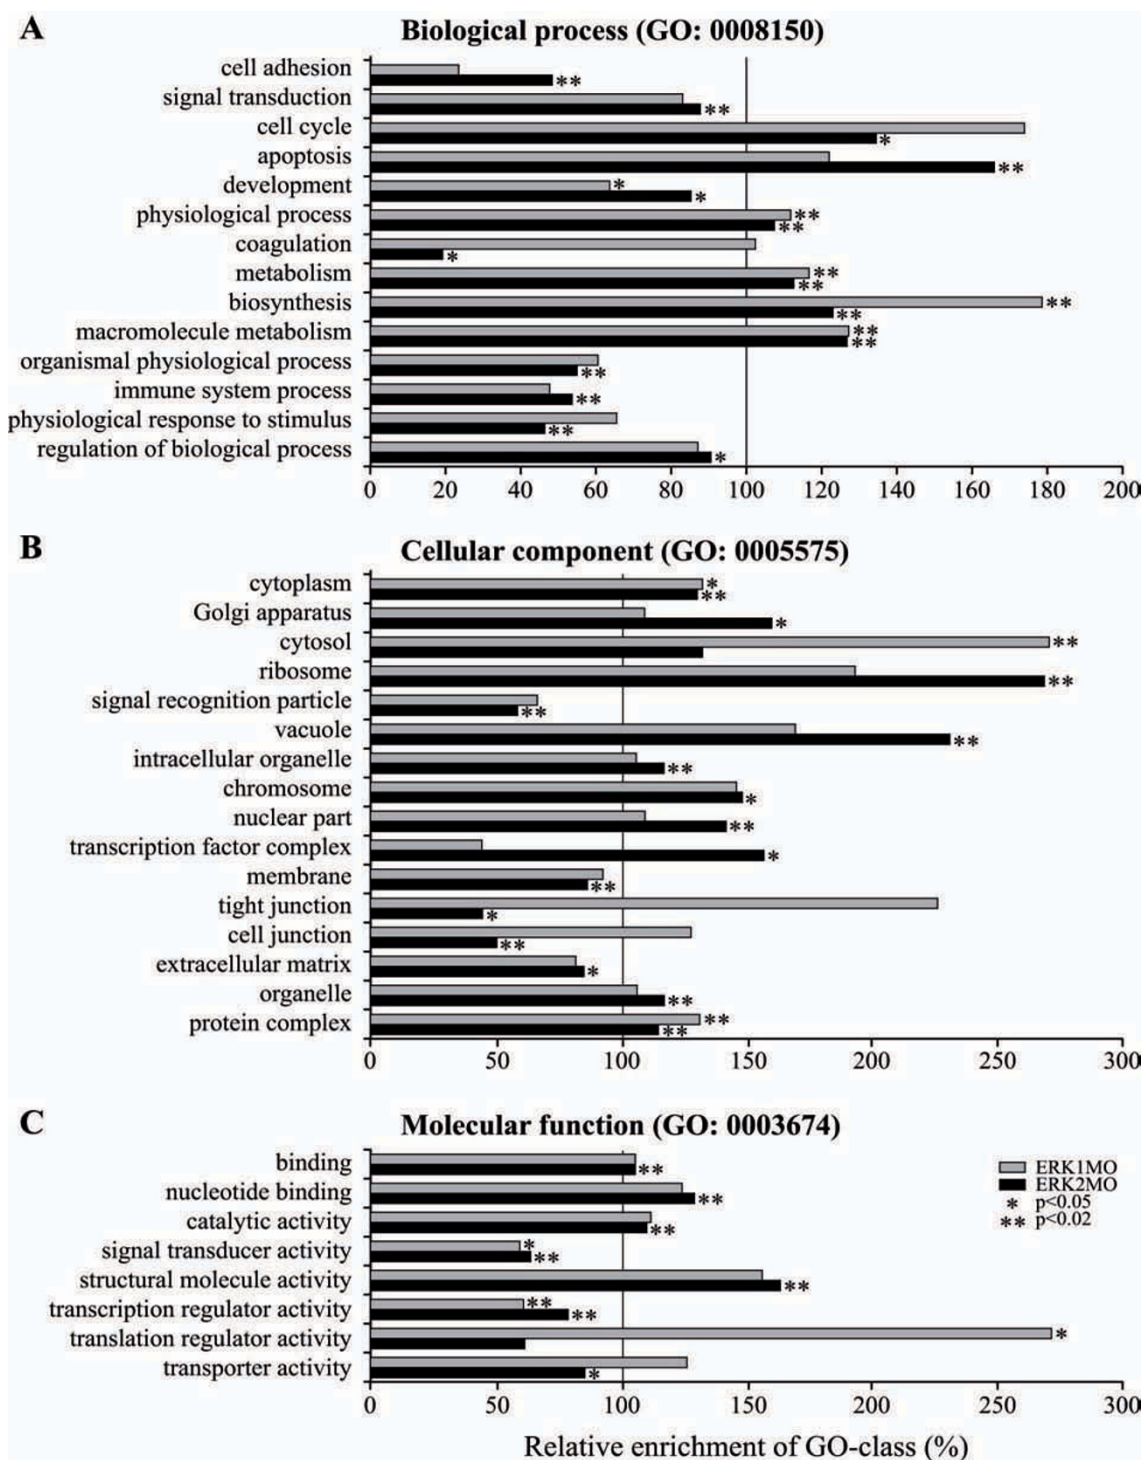 A
Biological process (GO: 0008150)
cell adhesion
**
signal transduction
**
cell cycle
*
apoptosis
**
development
*
*
physiological process
**
**
coagulation
*
metabolism
**
**
biosynthesis
**
**
macromolecule metabolism
**
**
organismal physiological process
**
immune system process
**
physiological response to stimulus
**
regulation of biological process
*
0 20 40 60 80 100 120 140 160 180 200
B
Cellular component (GO: 0005575)
cytoplasm
*
**
Golgi apparatus
*
cytosol
**
ribosome
**
signal recognition particle
**
vacuole
**
intracellular organelle
**
chromosome
*
nuclear part
**
transcription factor complex
*
membrane
**
tight junction
*
cell junction
**
extracellular matrix
*
organelle
**
protein complex
**
**
0 50 100 150 200 250 300
C
Molecular function (GO: 0003674)
binding
**
nucleotide binding
**
catalytic activity
**
signal transducer activity
*
**
structural molecule activity
**
transcription regulator activity
**
**
translation regulator activity
*
transporter activity
*
ERK1MO
ERK2MO
* p<0.05
** p<0.02
0 50 100 150 200 250 300
Relative enrichment of GO-class (%)